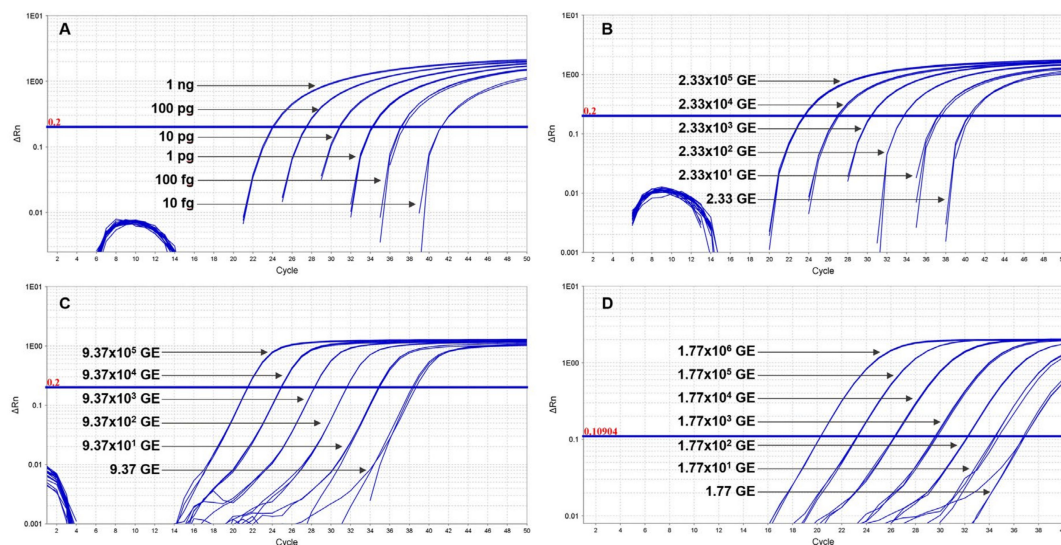 A
1E01
1E00
0.2
0.1
0.01
ΔRn
1 ng
100 pg
10 pg
1 pg
100 fg
10 fg
2 4 6 8 10 12 14 16 18 20 22 24 26 28 30 32 34 36 38 40 42 44 46 48 50
Cycle
B
1E01
1E00
0.2
0.1
0.01
0.001
ΔRn
2.33x10⁵ GE
2.33x10⁴ GE
2.33x10³ GE
2.33x10² GE
2.33x10¹ GE
2.33 GE
2 4 6 8 10 12 14 16 18 20 22 24 26 28 30 32 34 36 38 40 42 44 46 48
Cycle
C
1E01
1E00
0.2
0.1
0.01
0.001
ΔRn
9.37x10⁵ GE
9.37x10⁴ GE
9.37x10³ GE
9.37x10² GE
9.37x10¹ GE
9.37 GE
2 4 6 8 10 12 14 16 18 20 22 24 26 28 30 32 34 36 38 40 42 44 46 48 50
Cycle
D
1E01
1E00
0.10904
0.1
0.01
ΔRn
1.77x10⁶ GE
1.77x10⁵ GE
1.77x10⁴ GE
1.77x10³ GE
1.77x10² GE
1.77x10¹ GE
1.77 GE
2 4 6 8 10 12 14 16 18 20 22 24 26 28 30 32 34 36 38
Cycle